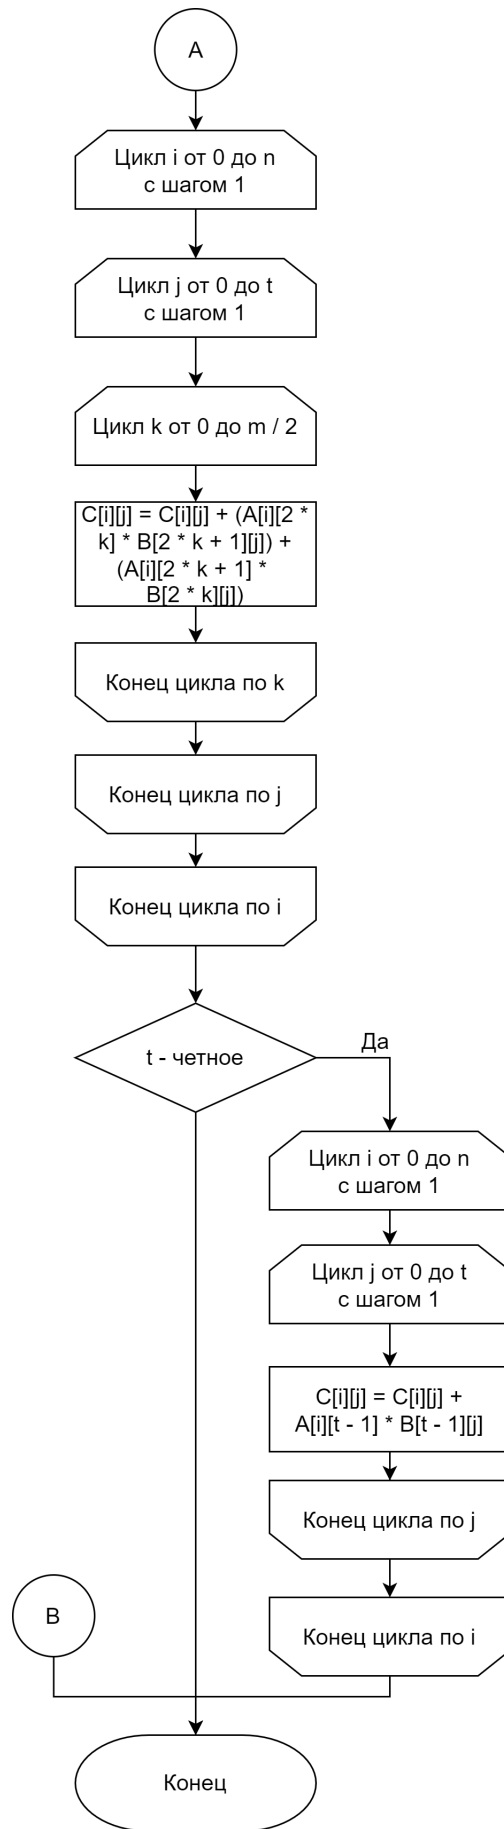 A
Цикл i от 0 до n
с шагом 1
Цикл j от 0 до t
с шагом 1
Цикл k от 0 до m / 2
C[i][j] = C[i][j] + (A[i][2 *
k] * B[2 * k + 1][j]) +
(A[i][2 * k + 1] *
B[2 * k][j])
Конец цикла по k
Конец цикла по j
Конец цикла по i
t - четное
Да
Цикл i от 0 до n
с шагом 1
Цикл j от 0 до t
с шагом 1
C[i][j] = C[i][j] +
A[i][t - 1] * B[t - 1][j]
Конец цикла по j
B
Конец цикла по i
Конец